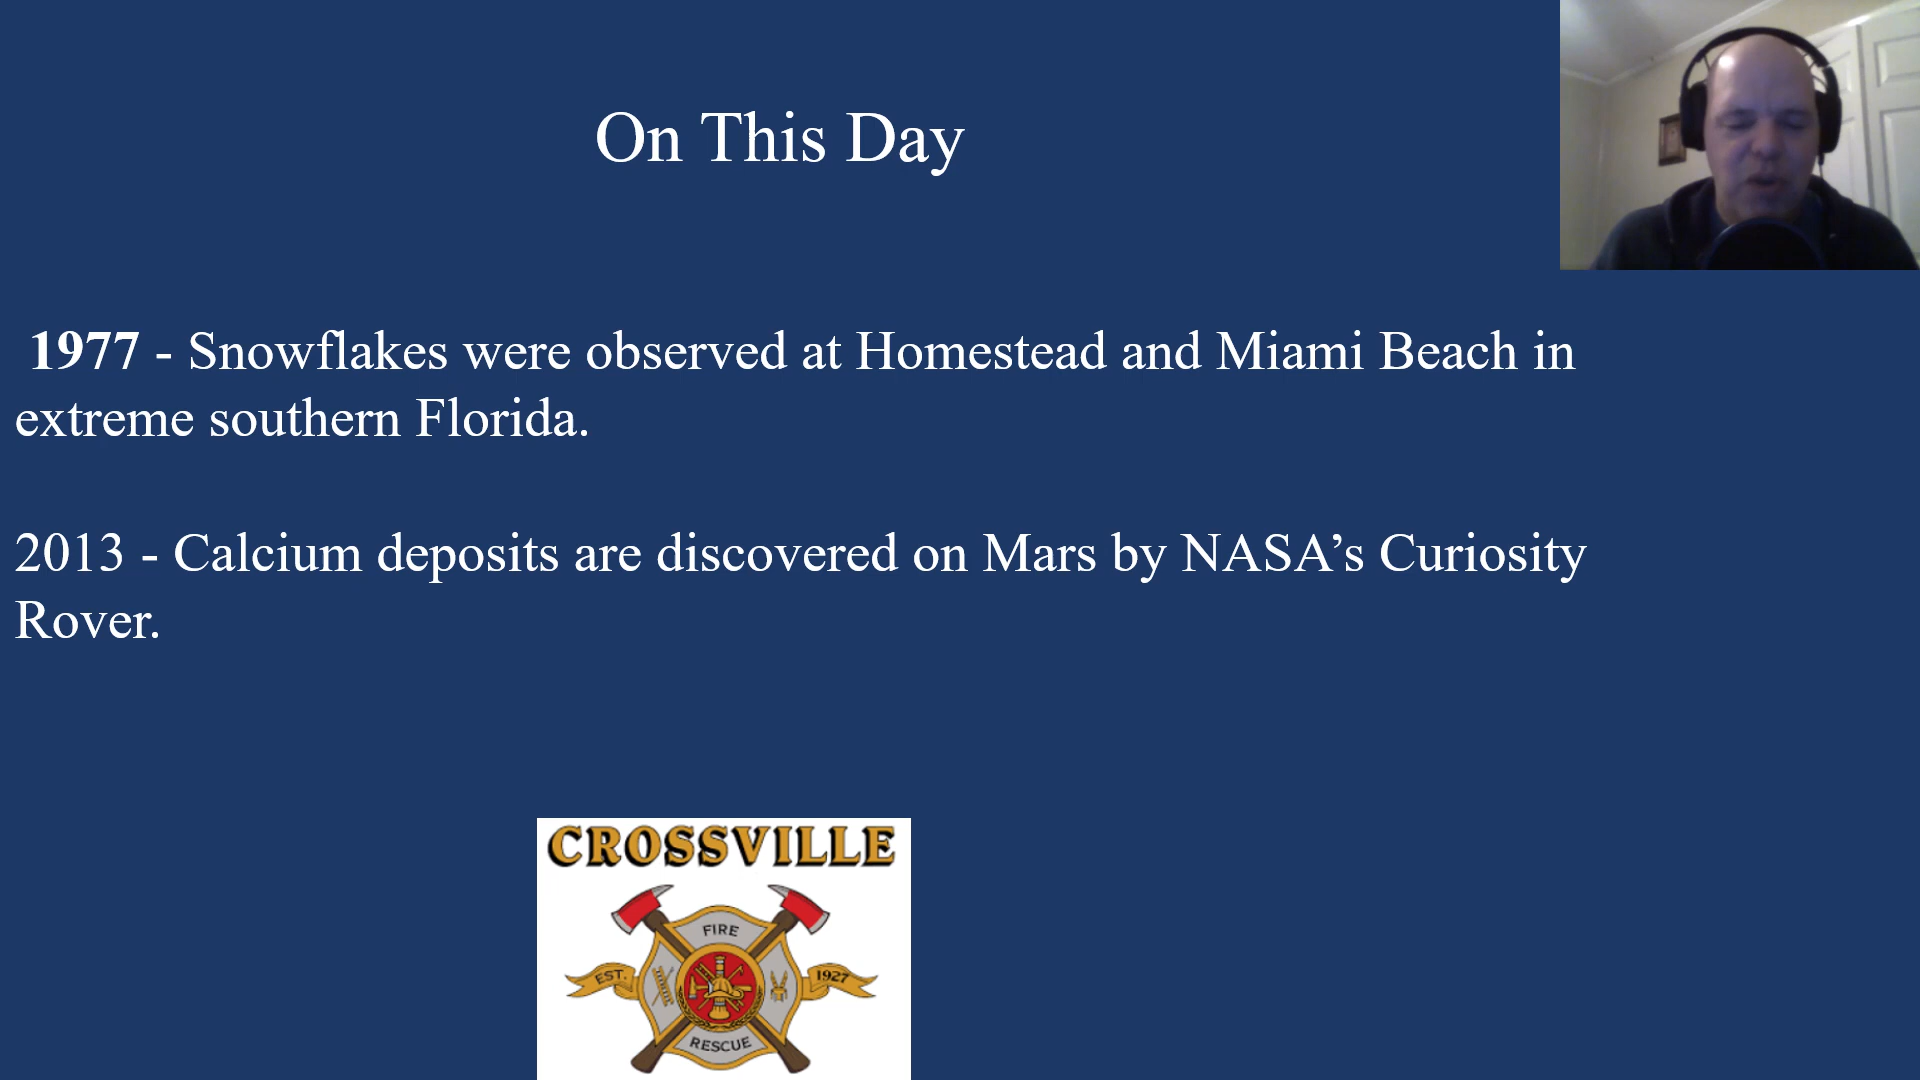 On This Day
1977 - Snowflakes were observed at Homestead and Miami Beach in
extreme southern Florida.
2013 - Calcium deposits are discovered on Mars by NASA’s Curiosity
Rover.
CROSSVILLE
FIRE
EST. 1927
RESCUE